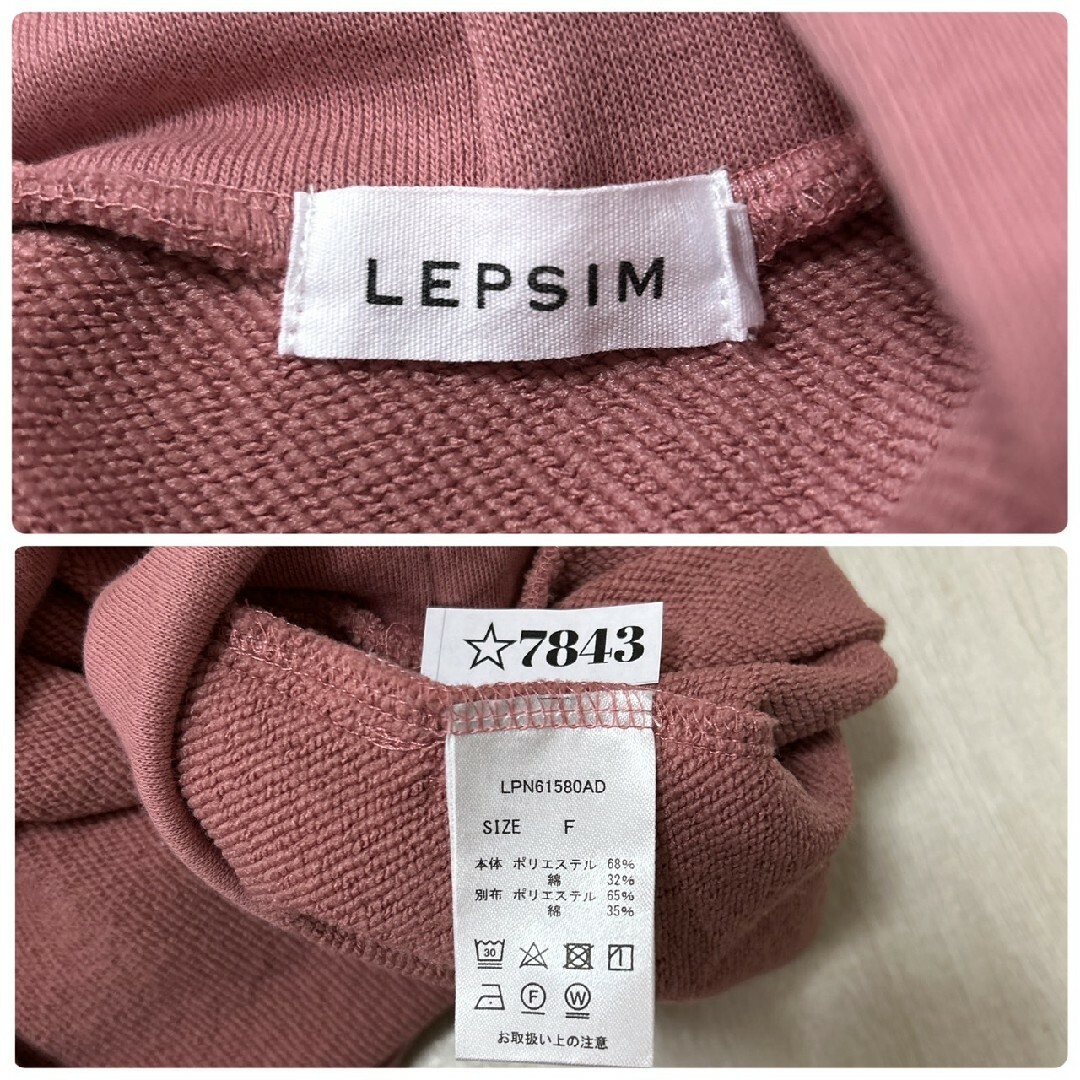 LEPSIM
☆7843
LPN61580AD
SIZE F
本体 ポリエステル 68%
綿 32%
別布 ポリエステル 65%
綿 35%
30
F W
お取扱い上の注意